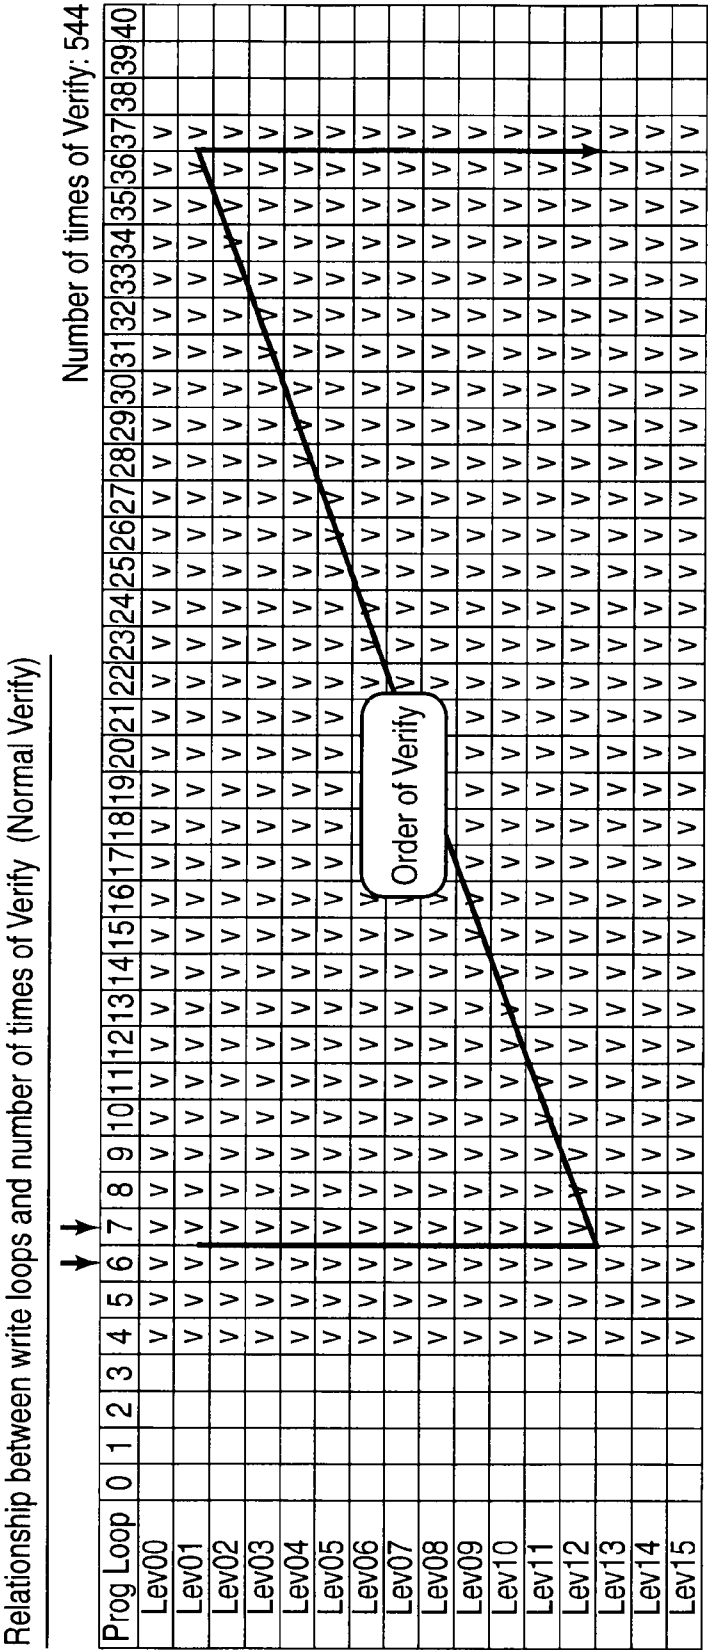 Relationship between write loops and number of times of Verify (Normal Verify)
Number of times of Verify: 544
Prog Loop 0 1 2 3 4 5 6 7 8 9 10 11 12 13 14 15 16 17 18 19 20 21 22 23 24 25 26 27 28 29 30 31 32 33 34 35 36 37 38 39 40
Lev00 V V V V V V V V V V V V V V V V V V V V V V V V V V V V V V V V V V
Lev01 V V V V V V V V V V V V V V V V V V V V V V V V V V V V V V V V V V
Lev02 V V V V V V V V V V V V V V V V V V V V V V V V V V V V V V V V V V
Lev03 V V V V V V V V V V V V V V V V V V V V V V V V V V V V V V V V V V
Lev04 V V V V V V V V V V V V V V V V V V V V V V V V V V V V V V V V V V
Lev05 V V V V V V V V V V V V V V V V V V V V V V V V V V V V V V V V V V
Lev06 V V V V V V V V V V V V V V V V V V V V V V V V V V V V V
Lev07 V V V V V V V V V V V V V V V V V V V V V V V V V V V V V
Order of Verify
Lev08 V V V V V V V V V V V V V V V V V V V V V V V V V V V V V
Lev09 V V V V V V V V V V V V V V V V V V V V V V V V V V V V V V V V V V
Lev10 V V V V V V V V V V V V V V V V V V V V V V V V V V V V V V V V V V
Lev11 V V V V V V V V V V V V V V V V V V V V V V V V V V V V V V V V V V
Lev12 V V V V V V V V V V V V V V V V V V V V V V V V V V V V V V V V V V
Lev13 V V V V V V V V V V V V V V V V V V V V V V V V V V V V V V V V V V
Lev14 V V V V V V V V V V V V V V V V V V V V V V V V V V V V V V V V V V
Lev15 V V V V V V V V V V V V V V V V V V V V V V V V V V V V V V V V V V